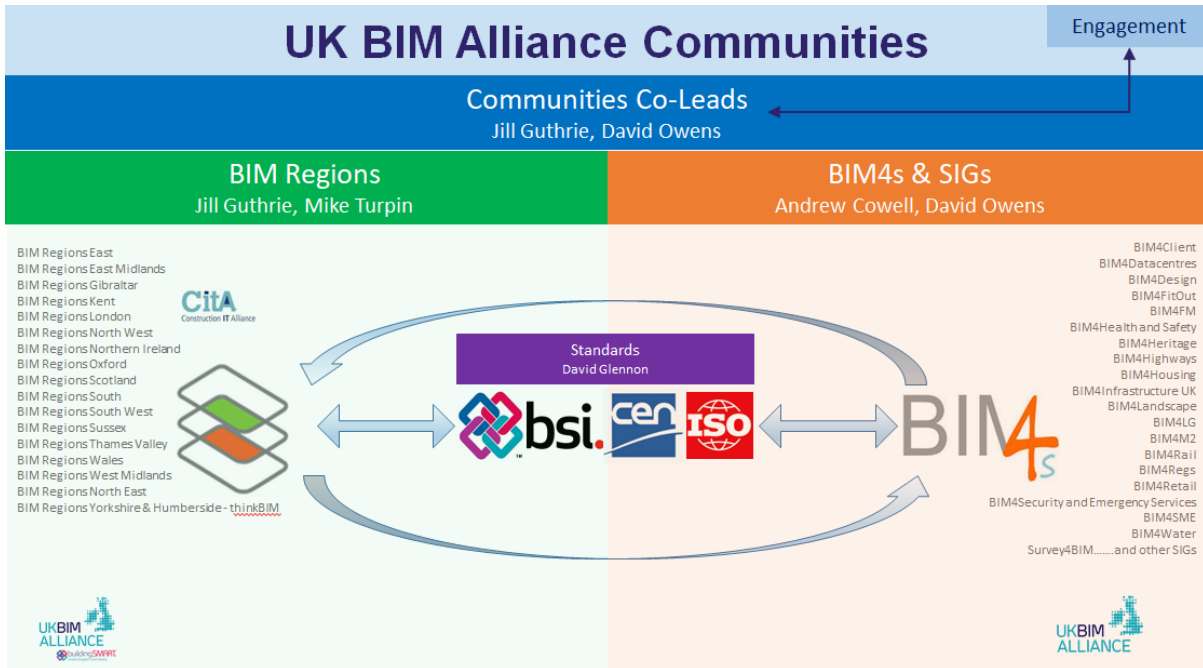 UK BIM Alliance Communities
Engagement
Communities Co-Leads
Jill Guthrie, David Owens
BIM Regions
Jill Guthrie, Mike Turpin
BIM4s & SIGs
Andrew Cowell, David Owens
BIM Regions East
BIM Regions East Midlands
BIM Regions Gibraltar
BIM Regions Kent
BIM Regions London
BIM Regions North West
BIM Regions Northern Ireland
BIM Regions Oxford
BIM Regions Scotland
BIM Regions South
BIM Regions South West
BIM Regions Sussex
BIM Regions Thames Valley
BIM Regions Wales
BIM Regions West Midlands
BIM Regions North East
BIM Regions Yorkshire & Humberside - thinkBIM
CitA
Construction IT Alliance
Standards
David Glennon
bsi.
TM
cen
ISO
BIM4s
BIM4Client
BIM4Datacentres
BIM4Design
BIM4FitOut
BIM4FM
BIM4Health and Safety
BIM4Heritage
BIM4Highways
BIM4Housing
BIM4Infrastructure UK
BIM4Landscape
BIM4LG
BIM4M2
BIM4Rail
BIM4Regs
BIM4Retail
BIM4Security and Emergency Services
BIM4SME
BIM4Water
Survey4BIM.......and other SIGs
UKBIM
ALLIANCE
buildingSMART
UKBIM
ALLIANCE